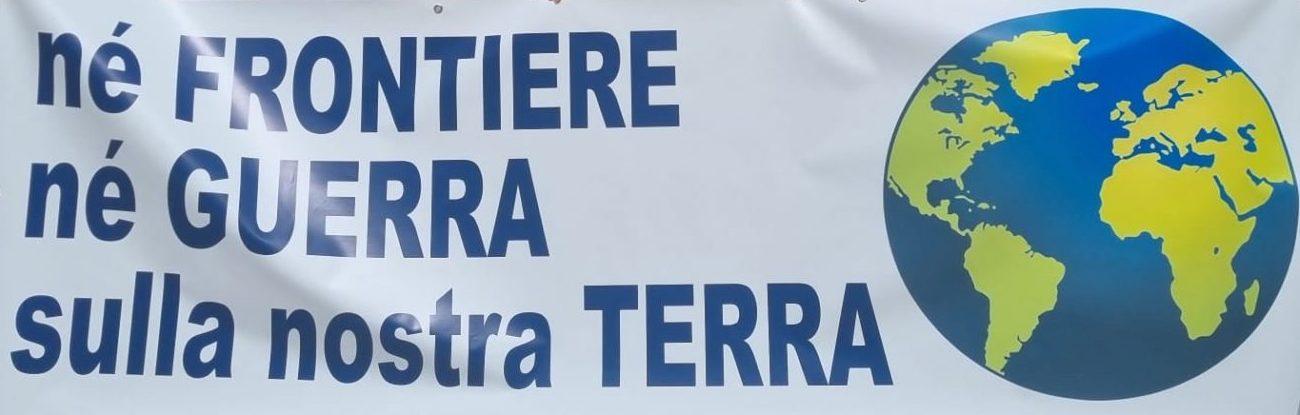 né FRONTIERE
né GUERRA
sulla nostra TERRA